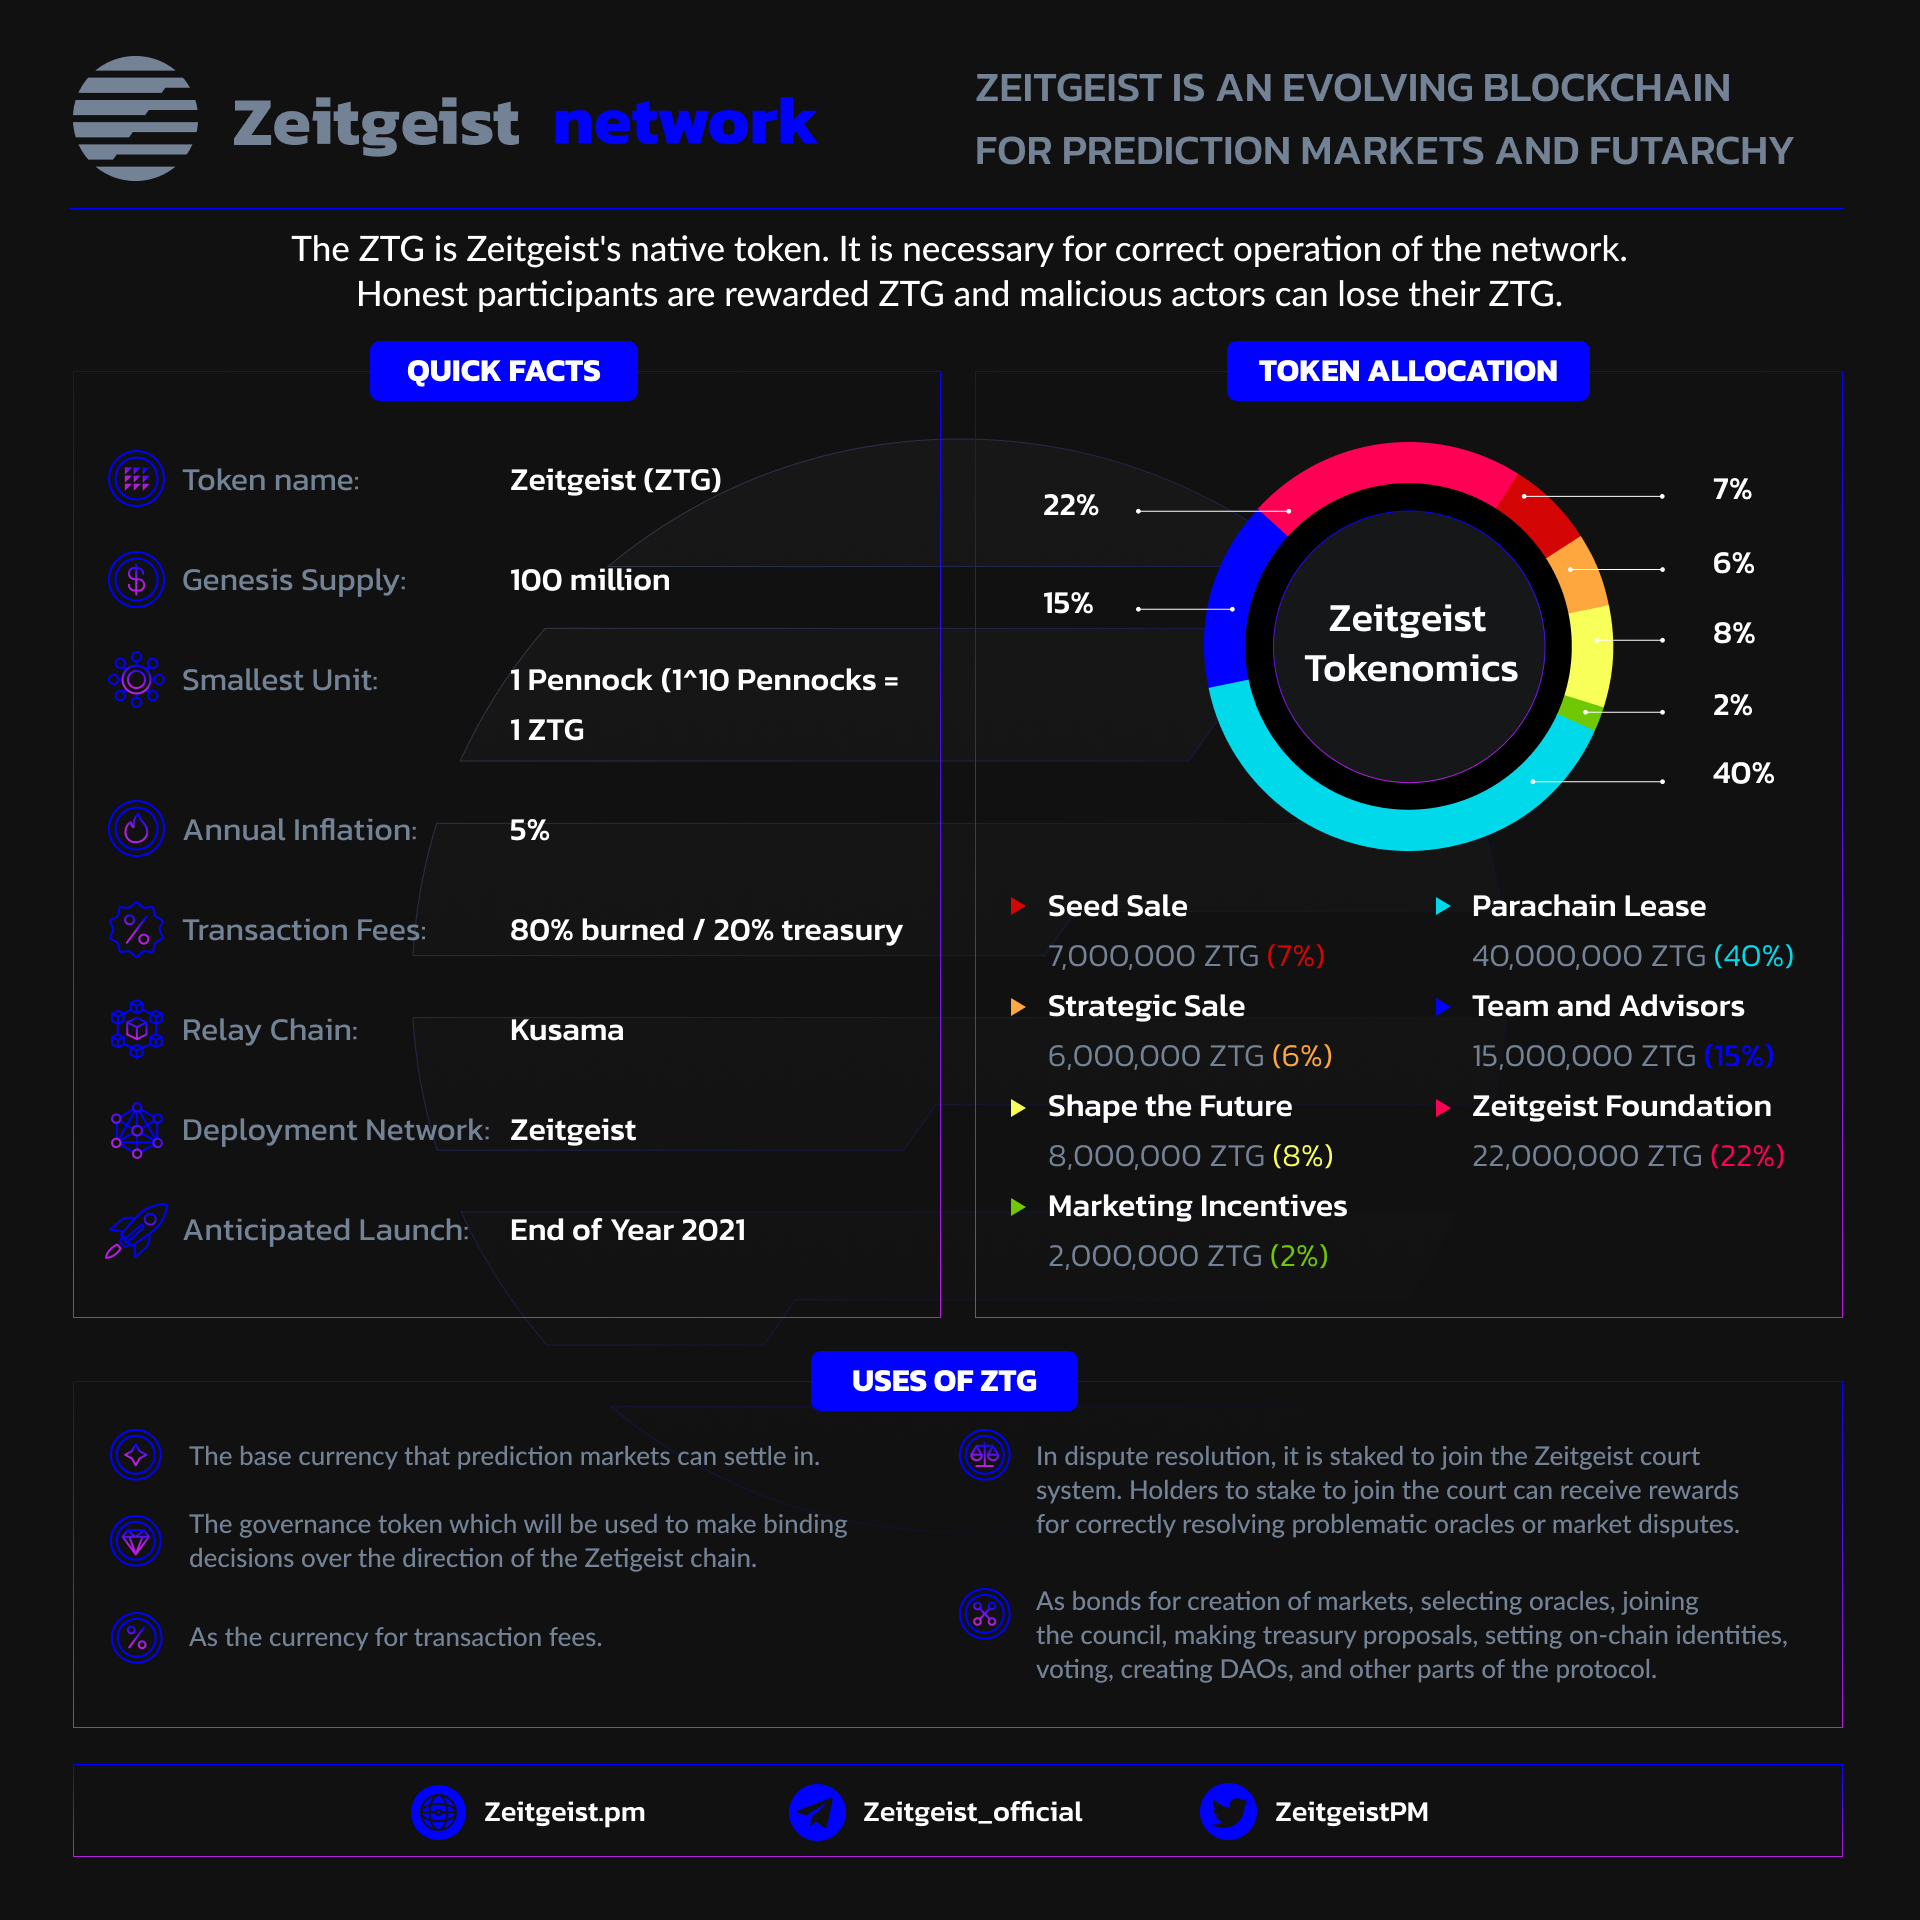 Zeitgeist network
ZEITGEIST IS AN EVOLVING BLOCKCHAIN
FOR PREDICTION MARKETS AND FUTARCHY
The ZTG is Zeitgeist's native token. It is necessary for correct operation of the network.
Honest participants are rewarded ZTG and malicious actors can lose their ZTG.
QUICK FACTS
Token name: Zeitgeist (ZTG)
Genesis Supply: 100 million
Smallest Unit: 1 Pennock (1^10 Pennocks =
1 ZTG
Annual Inflation: 5%
Transaction Fees: 80% burned / 20% treasury
Relay Chain: Kusama
Deployment Network: Zeitgeist
Anticipated Launch: End of Year 2021
TOKEN ALLOCATION
22%
15%
7%
6%
8%
2%
40%
Zeitgeist
Tokenomics
Seed Sale
7,000,000 ZTG (7%)
Strategic Sale
6,000,000 ZTG (6%)
Shape the Future
8,000,000 ZTG (8%)
Marketing Incentives
2,000,000 ZTG (2%)
Parachain Lease
40,000,000 ZTG (40%)
Team and Advisors
15,000,000 ZTG (15%)
Zeitgeist Foundation
22,000,000 ZTG (22%)
USES OF ZTG
The base currency that prediction markets can settle in.
The governance token which will be used to make binding
decisions over the direction of the Zetigeist chain.
As the currency for transaction fees.
In dispute resolution, it is staked to join the Zeitgeist court
system. Holders to stake to join the court can receive rewards
for correctly resolving problematic oracles or market disputes.
As bonds for creation of markets, selecting oracles, joining
the council, making treasury proposals, setting on-chain identities,
voting, creating DAOs, and other parts of the protocol.
Zeitgeist.pm
Zeitgeist_official
ZeitgeistPM